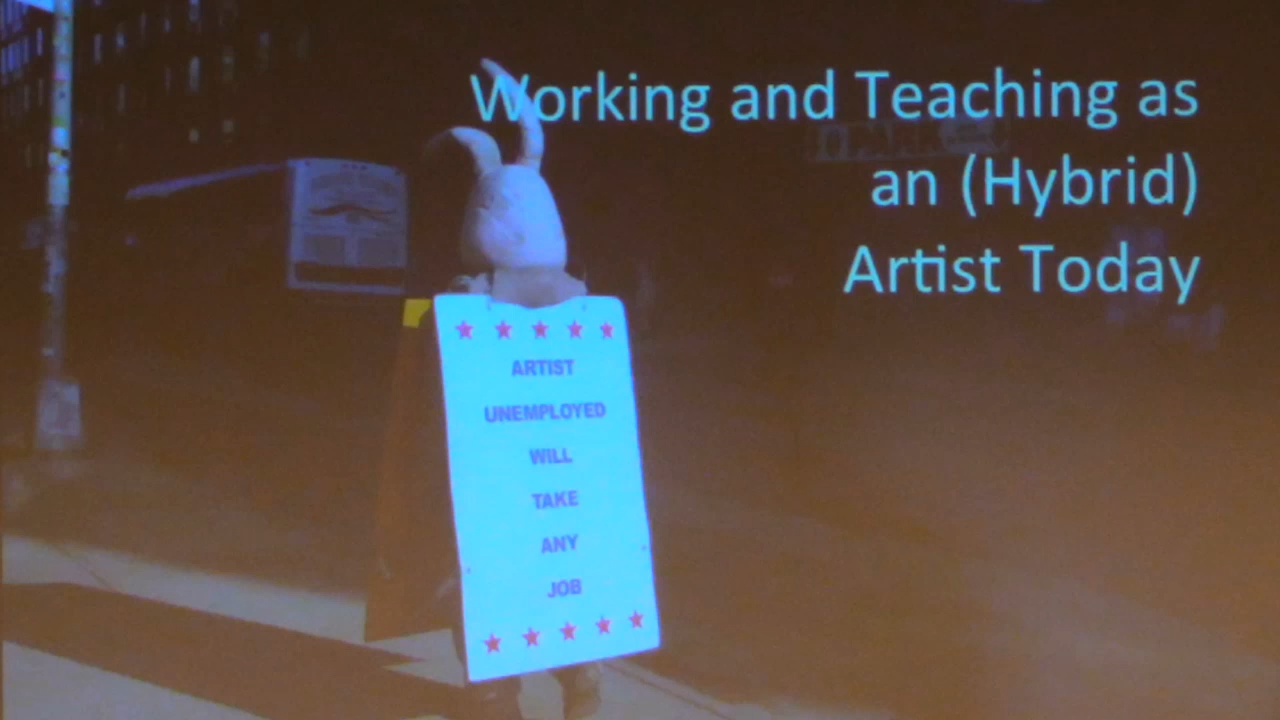 Working and Teaching as
an (Hybrid)
Artist Today
ARTIST
UNEMPLOYED
WILL
TAKE
ANY
JOB